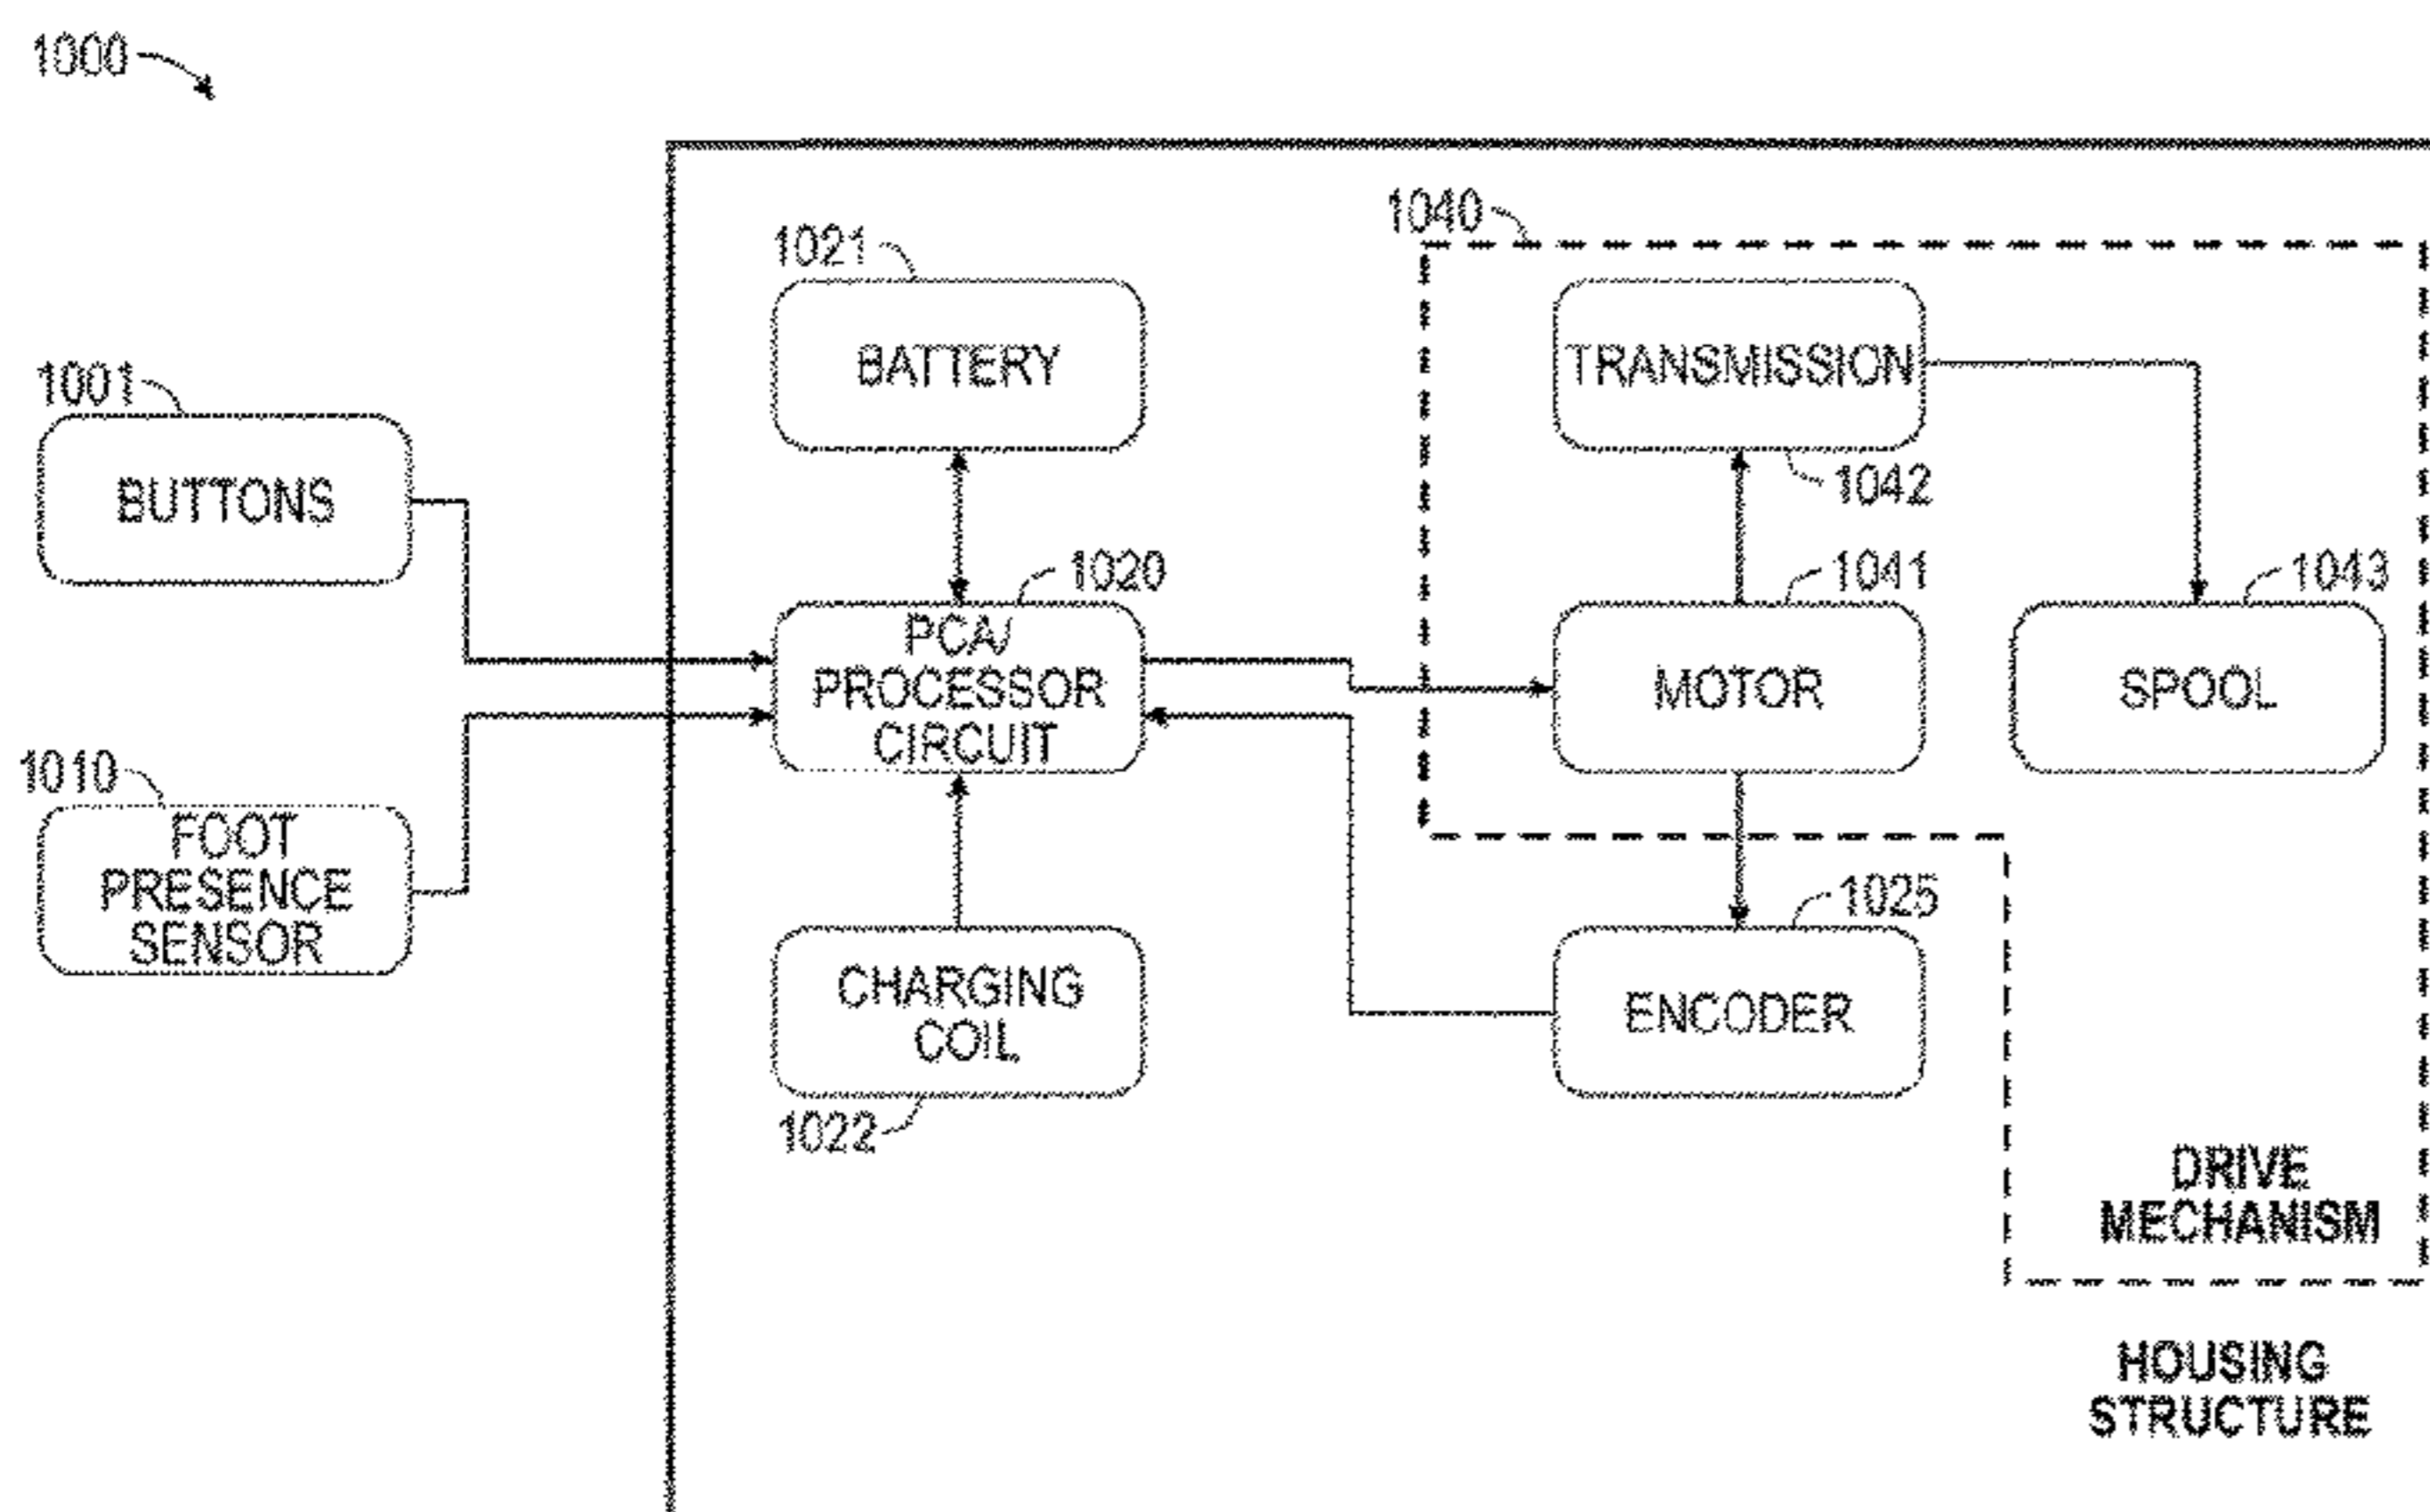 1000
1040
1021
BATTERY
TRANSMISSION
1001
BUTTONS
1042
1020
PCA/
PROCESSOR
CIRCUIT
1041
MOTOR
1043
SPOOL
1010
FOOT
PRESENCE
SENSOR
1025
ENCODER
CHARGING
COIL
1022
DRIVE
MECHANISM
HOUSING
STRUCTURE